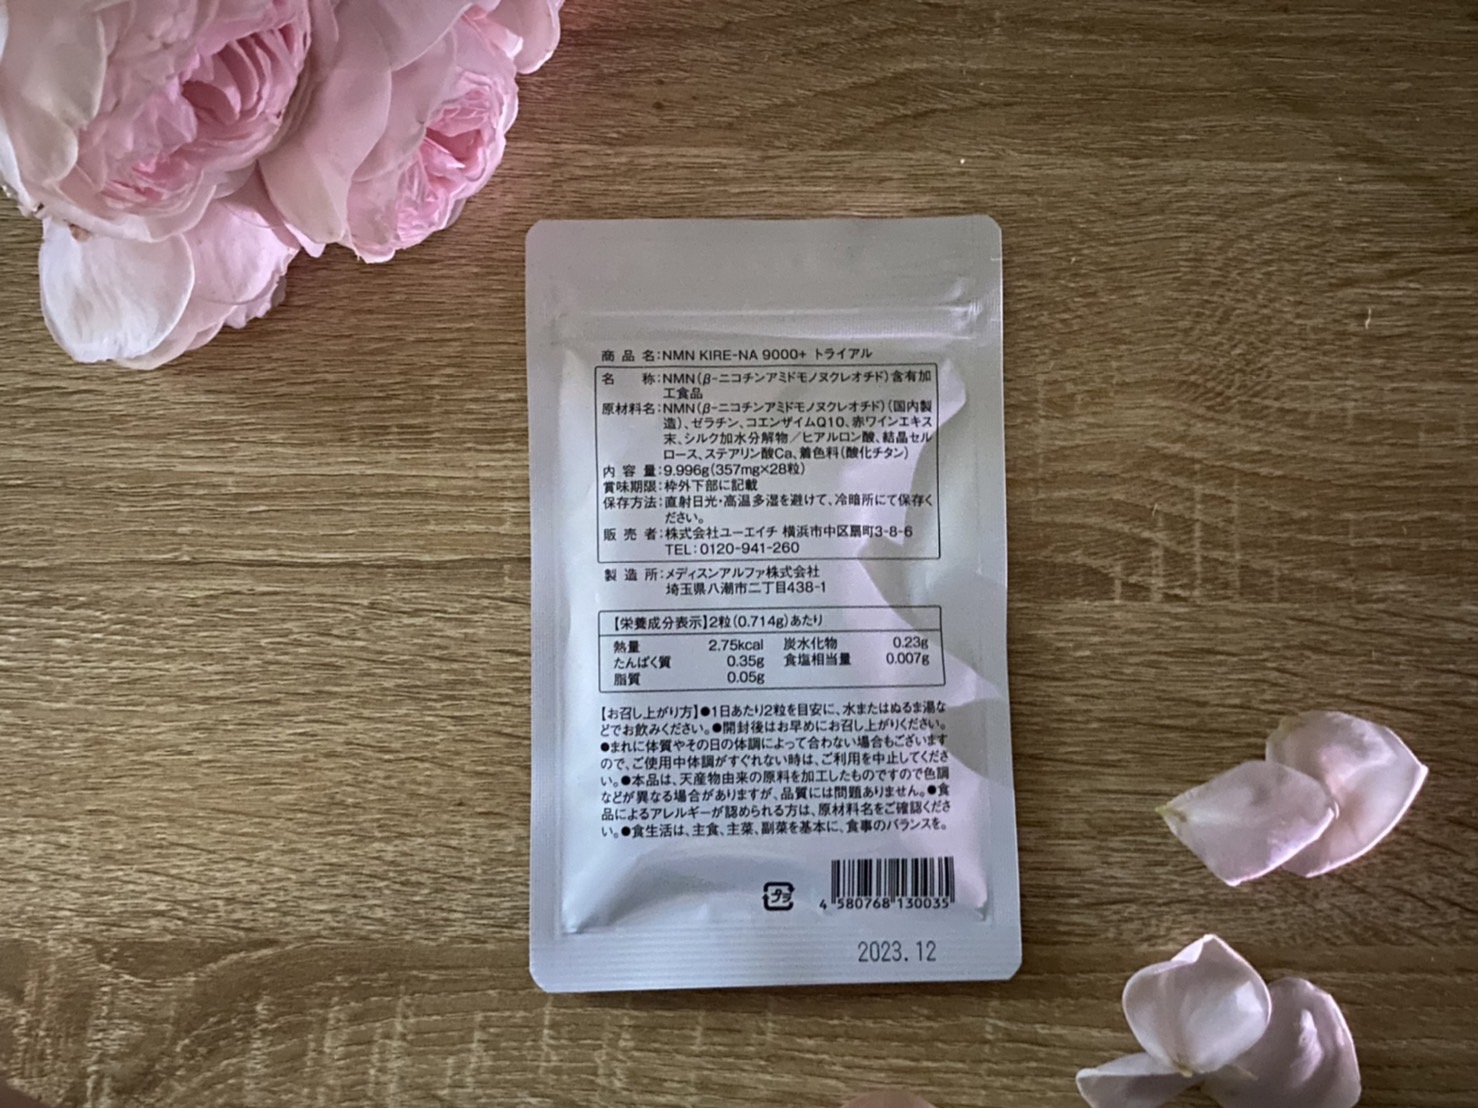 商品名:NMN KIRE-NA 9000+ トライアル
名　　称:NMN(β-ニコチンアミドモノヌクレオチド)含有加
工食品
原材料名:NMN(β-ニコチンアミドモノヌクレオチド)(国内製
造)、ゼラチン、コエンザイムQ10、赤ワインエキス
末、シルク加水分解物/ヒアルロン酸、結晶セル
ロース、ステアリン酸Ca、着色料(酸化チタン)
内容量:9.996g(357mg×28粒)
賞味期限:枠外下部に記載
保存方法:直射日光・高温多湿を避けて、冷暗所にて保存く
ださい。
販売者:株式会社ユーエイチ 横浜市中区扇町3-8-6
TEL:0120-941-260
製造所:メディスンアルファ株式会社
埼玉県八潮市二丁目438-1
【栄養成分表示】2粒(0.714g)あたり
熱量 2.75kcal 炭水化物 0.23g
たんぱく質 0.35g 食塩相当量 0.007g
脂質 0.05g
【お召し上がり方】●1日あたり2粒を目安に、水またはぬるま湯な
どでお飲みください。●開封後はお早めにお召し上がりください。
●まれに体質やその日の体調によって合わない場合もございます
ので、ご使用中体調がすぐれない時は、ご利用を中止してくださ
い。●本品は、天産物由来の原料を加工したものですので色調
などが異なる場合がありますが、品質には問題ありません。●食
品によるアレルギーが認められる方は、原材料名をご確認くださ
い。●食生活は、主食、主菜、副菜を基本に、食事のバランスを。
プラ
4 580768 130035
2023.12